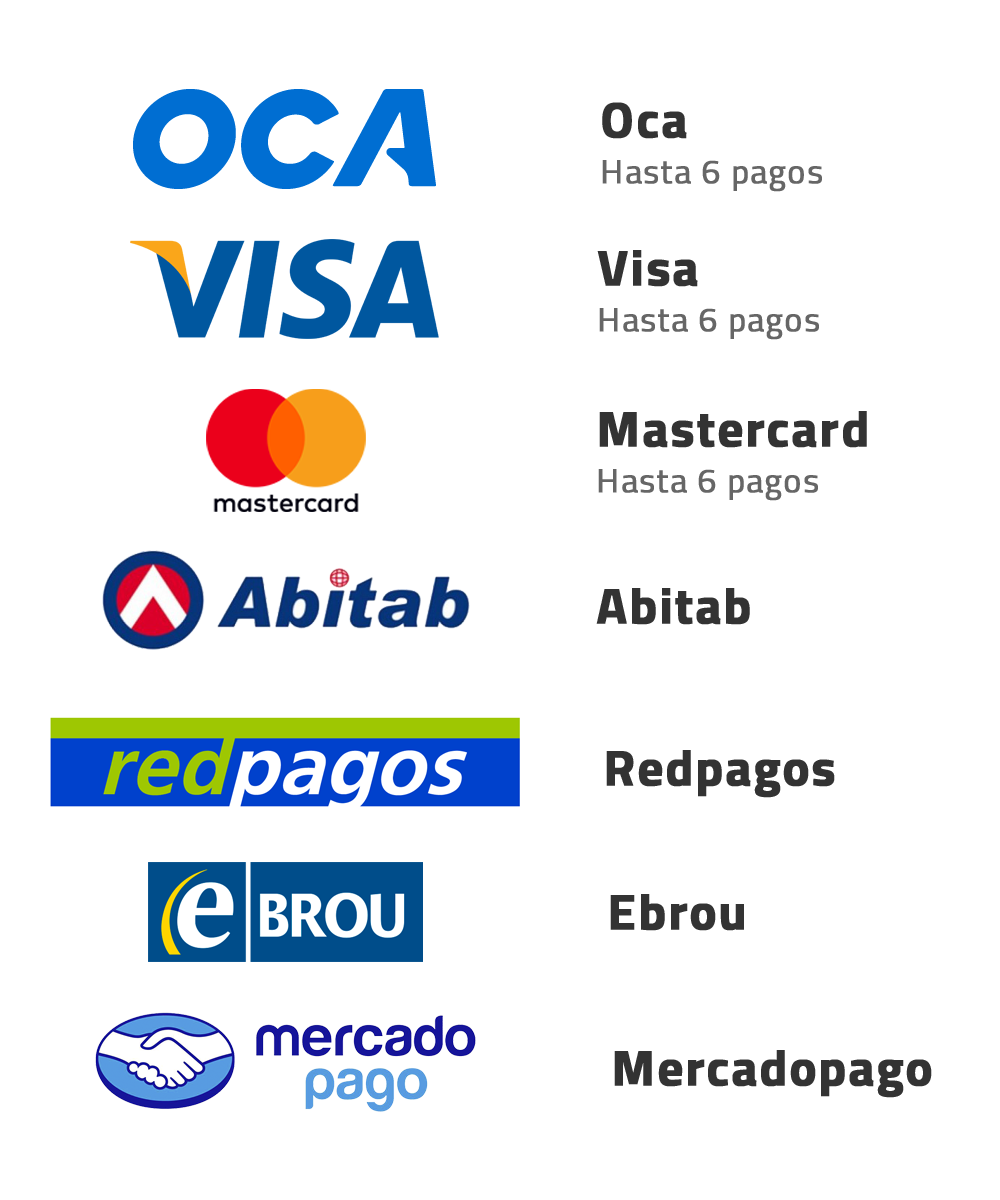 OCA
Oca
Hasta 6 pagos
VISA
Visa
Hasta 6 pagos
mastercard
Mastercard
Hasta 6 pagos
Abitab
Abitab
redpagos
Redpagos
e BROU
Ebrou
mercado
pago
Mercadopago